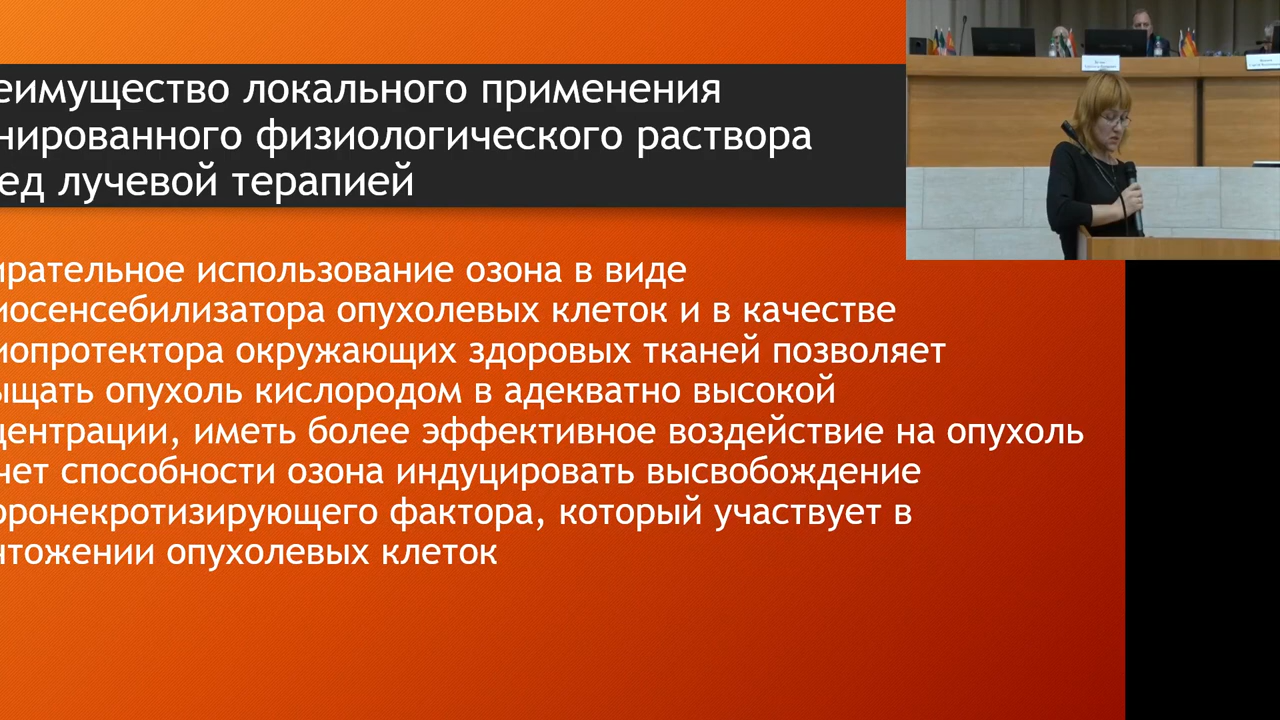 еимущество локального применения
нированного физиологического раствора
ед лучевой терапией
ирательное использование озона в виде
иосенсебилизатора опухолевых клеток и в качестве
иопротектора окружающих здоровых тканей позволяет
ыщать опухоль кислородом в адекватно высокой
центрации, иметь более эффективное воздействие на опухоль
чет способности озона индуцировать высвобождение
оронекротизирующего фактора, который участвует в
чтожении опухолевых клеток